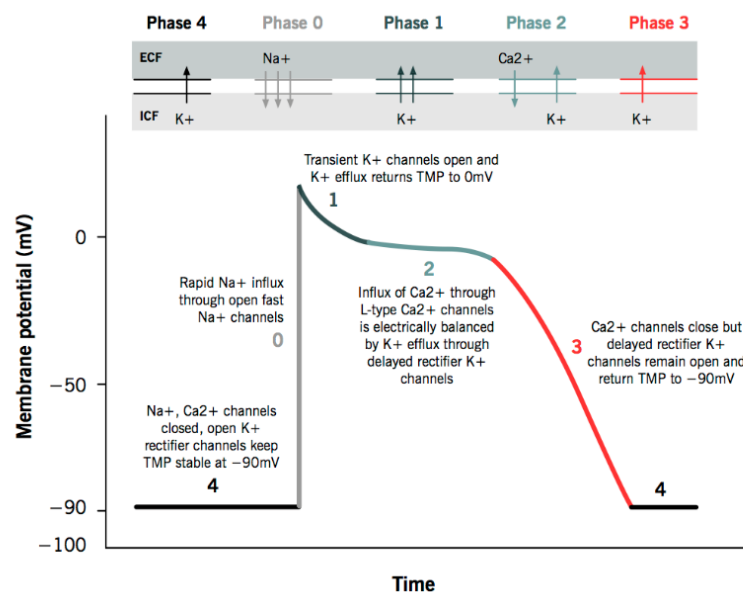 Phase 4 Phase 0 Phase 1 Phase 2 Phase 3
ECF Na+ Ca2+
ICF K+ K+ K+ K+
Transient K+ channels open and
K+ efflux returns TMP to 0mV
1
0
Rapid Na+ influx
through open fast
Na+ channels
0
2
Influx of Ca2+ through
L-type Ca2+ channels
is electrically balanced
by K+ efflux through
delayed rectifier K+
channels
3
Ca2+ channels close but
delayed rectifier K+
channels remain open and
return TMP to −90mV
−50
Na+, Ca2+ channels
closed, open K+
rectifier channels keep
TMP stable at −90mV
4
4
−90
−100
Membrane potential (mV)
Time